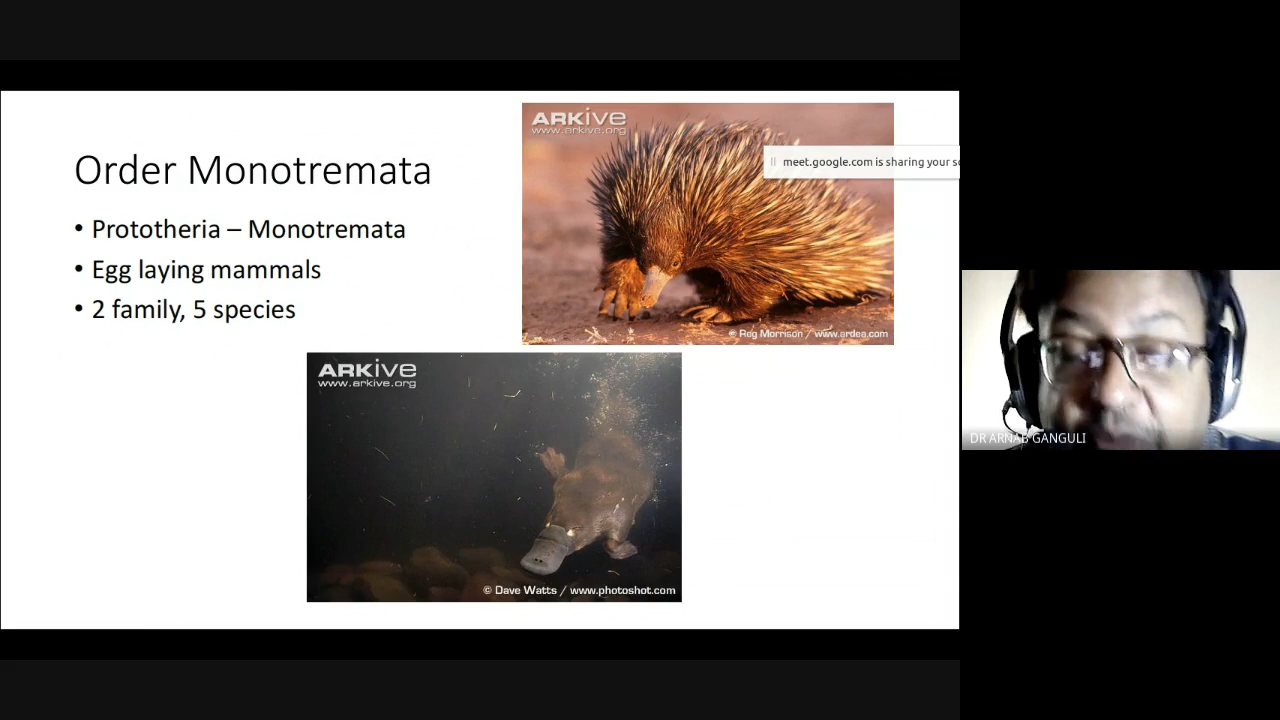 ARKive
www.arkive.org
Order Monotremata
meet.google.com is sharing your s
• Prototheria – Monotremata
• Egg laying mammals
• 2 family, 5 species
© Reg Morrison / www.ardea.com
ARKive
www.arkive.org
DR ARNAB GANGULI
© Dave Watts / www.photoshot.com